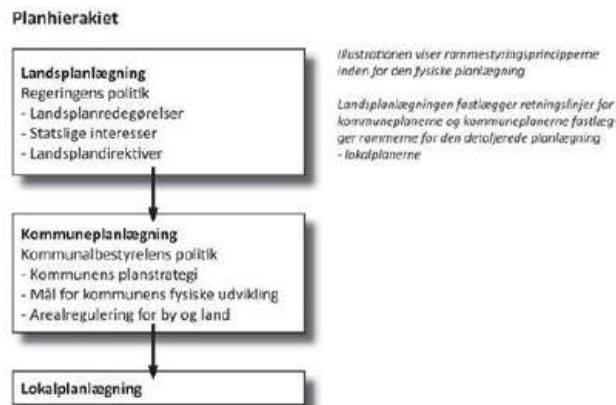 Planhierakiet
Landsplanlægning
Regeringens politik
- Landsplanredegørelser
- Statslige interesser
- Landsplandirektiver
Illustrationen viser rammestyringsprincipperne
inden for den fysiske planlægning
Landsplanlægningen fastlægger retningslinjer for
kommuneplanerne og kommuneplanerne fastlæg-
ger rammerne for den detaljerede planlægning
- lokalplanerne
Kommuneplanlægning
Kommunalbestyrelens politik
- Kommunens planstrategi
- Mål for kommunens fysiske udvikling
- Arealregulering for by og land
Lokalplanlægning